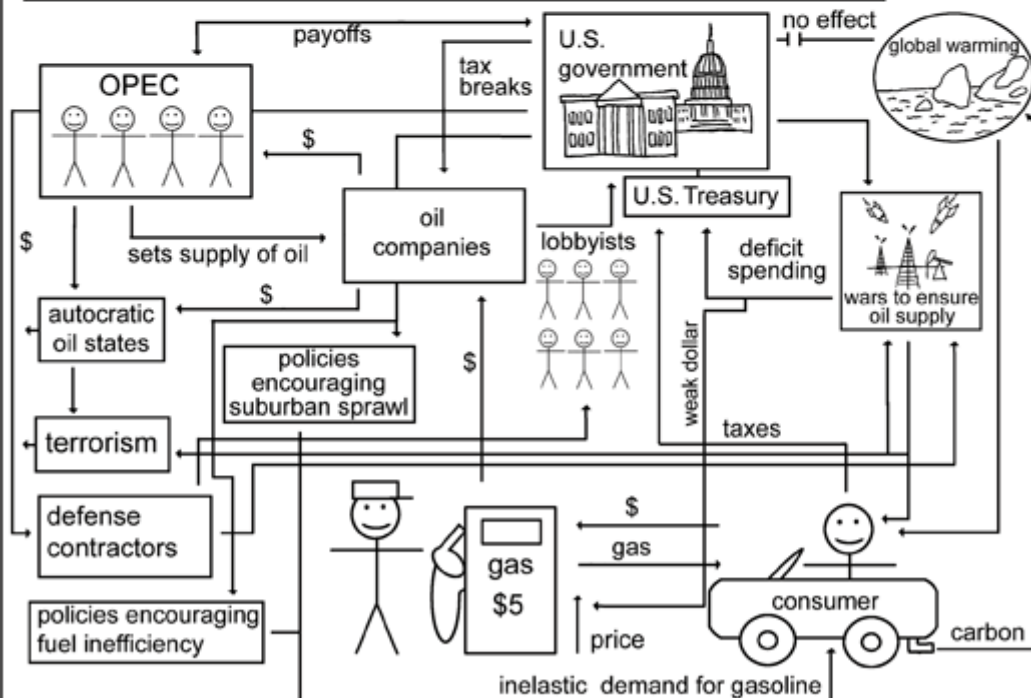 payoffs
OPEC
U.S.
government
no effect
global warming
tax
breaks
$
U.S. Treasury
oil
companies
lobbyists
deficit
spending
wars to ensure
oil supply
sets supply of oil
$
$
autocratic
oil states
policies
encouraging
suburban sprawl
$
weak dollar
taxes
terrorism
defense
contractors
gas
$5
$
gas
price
consumer
policies encouraging
fuel inefficiency
carbon
inelastic demand for gasoline